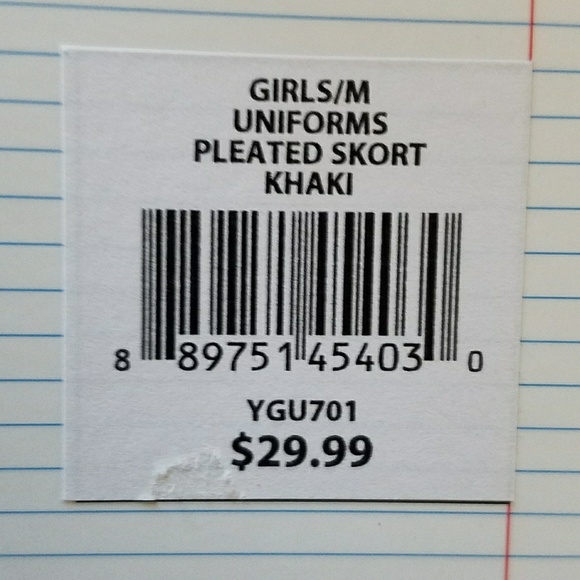 GIRLS/M
UNIFORMS
PLEATED SKORT
KHAKI
8 89751 45403 0
YGU701
$29.99